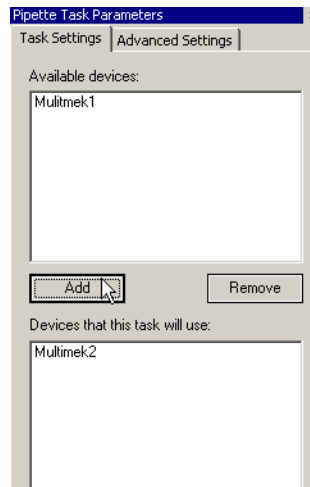 Pipette Task Parameters
Task Settings Advanced Settings
Available devices:
Mulitmek1
Add Remove
Devices that this task will use:
Multimek2